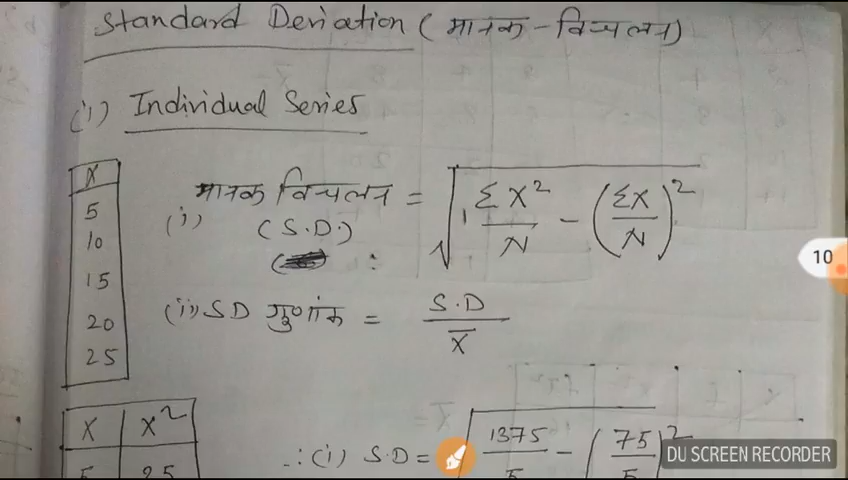 Standard Deviation (मानक-विचलन)
(i) Individual Series
X
5
10
15
20
25
मानक विचलन = √ΣX²/N - (ΣX/N)²
(i) (S.D.)
(ii) SD गुणांक = S.D/X̅
X | X²
5 | 25
∴ (i) S.D = √1375/5 - (75/5)²
10
DU SCREEN RECORDER